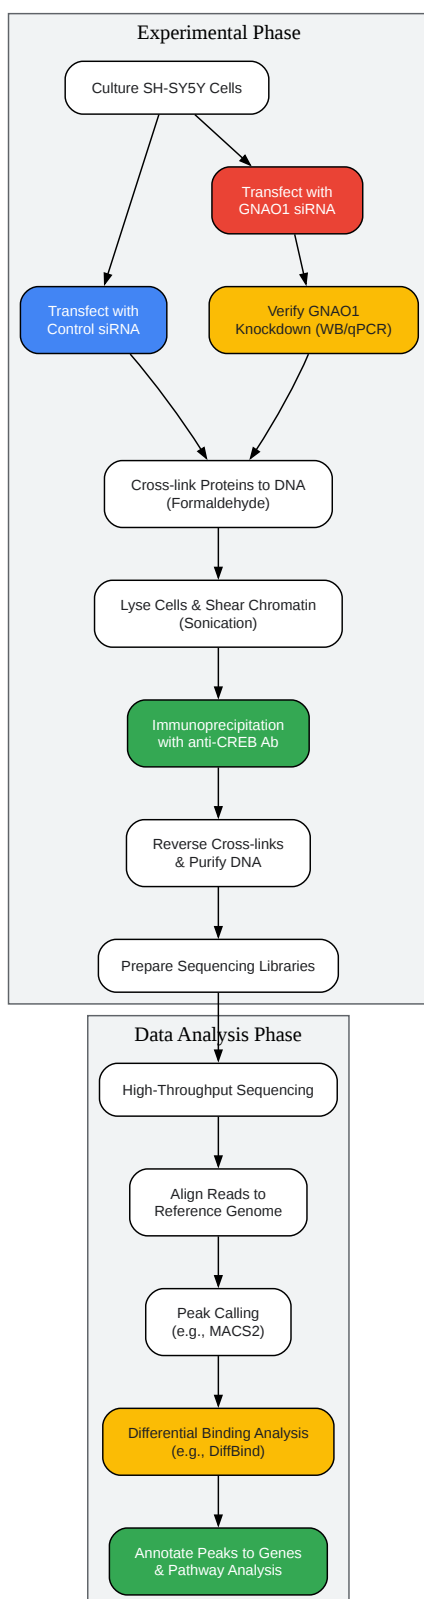 Experimental Phase
Culture SH-SY5Y Cells
Transfect with
GNAO1 siRNA
Transfect with
Control siRNA
Verify GNAO1
Knockdown (WB/qPCR)
Cross-link Proteins to DNA
(Formaldehyde)
Lyse Cells & Shear Chromatin
(Sonication)
Immunoprecipitation
with anti-CREB Ab
Reverse Cross-links
& Purify DNA
Prepare Sequencing Libraries
Data Analysis Phase
High-Throughput Sequencing
Align Reads to
Reference Genome
Peak Calling
(e.g., MACS2)
Differential Binding Analysis
(e.g., DiffBind)
Annotate Peaks to Genes
& Pathway Analysis